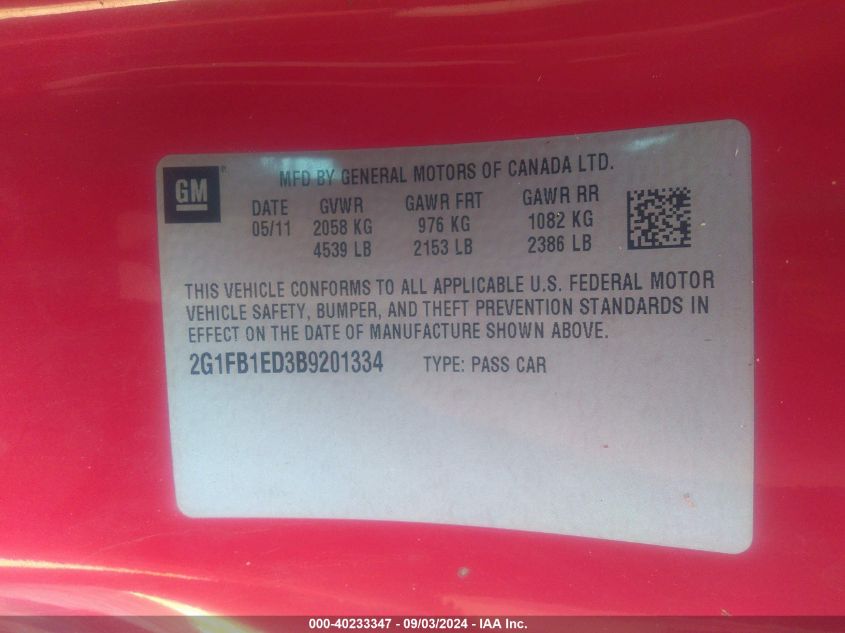 GM ®
MFD BY GENERAL MOTORS OF CANADA LTD.
DATE GVWR GAWR FRT GAWR RR
05/11 2058 KG 976 KG 1082 KG
4539 LB 2153 LB 2386 LB
THIS VEHICLE CONFORMS TO ALL APPLICABLE U.S. FEDERAL MOTOR
VEHICLE SAFETY, BUMPER, AND THEFT PREVENTION STANDARDS IN
EFFECT ON THE DATE OF MANUFACTURE SHOWN ABOVE.
2G1FB1ED3B9201334 TYPE: PASS CAR
000-40233347 - 09/03/2024 - IAA Inc.